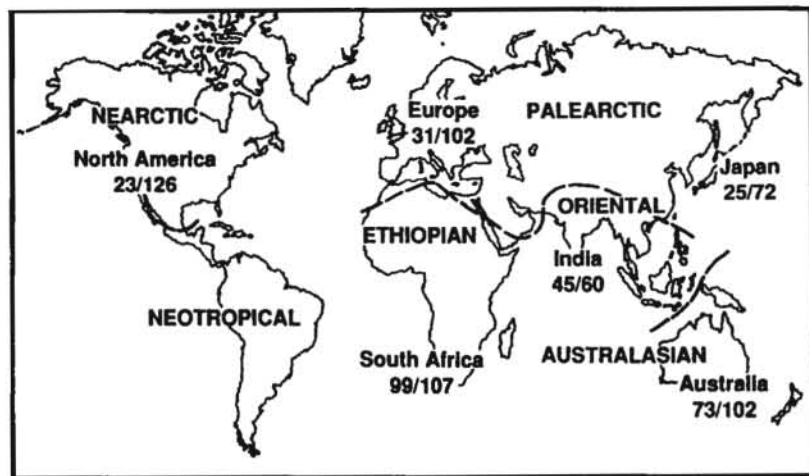 NEARCTIC
North America
23/126
NEOTROPICAL
Europe
31/102
PALEARCTIC
Japan
25/72
ORIENTAL
India
45/60
ETHIOPIAN
South Africa
99/107
AUSTRALASIAN
Australia
73/102